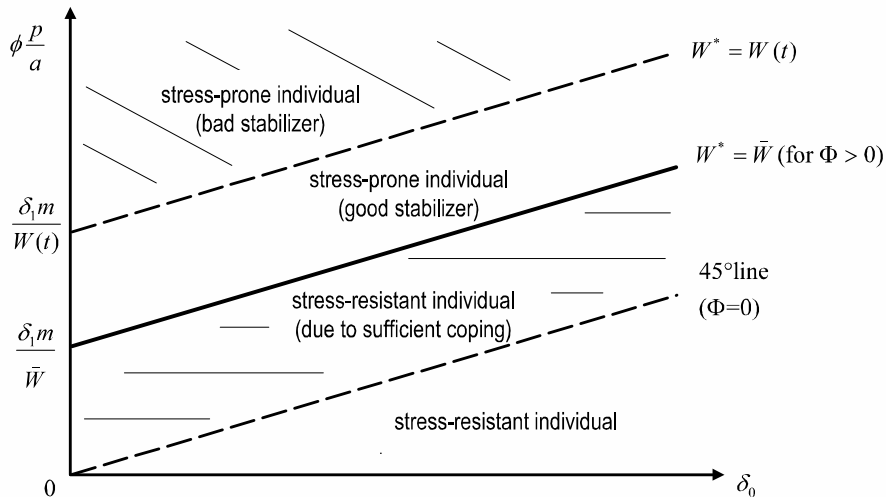 ϕ p/a
W* = W(t)
stress-prone individual
(bad stabilizer)
W* = W̄ (for Φ > 0)
stress-prone individual
(good stabilizer)
δ₁m/W(t)
45°line
(Φ=0)
stress-resistant individual
(due to sufficient coping)
δ₁m/W̄
stress-resistant individual
0
δ₀